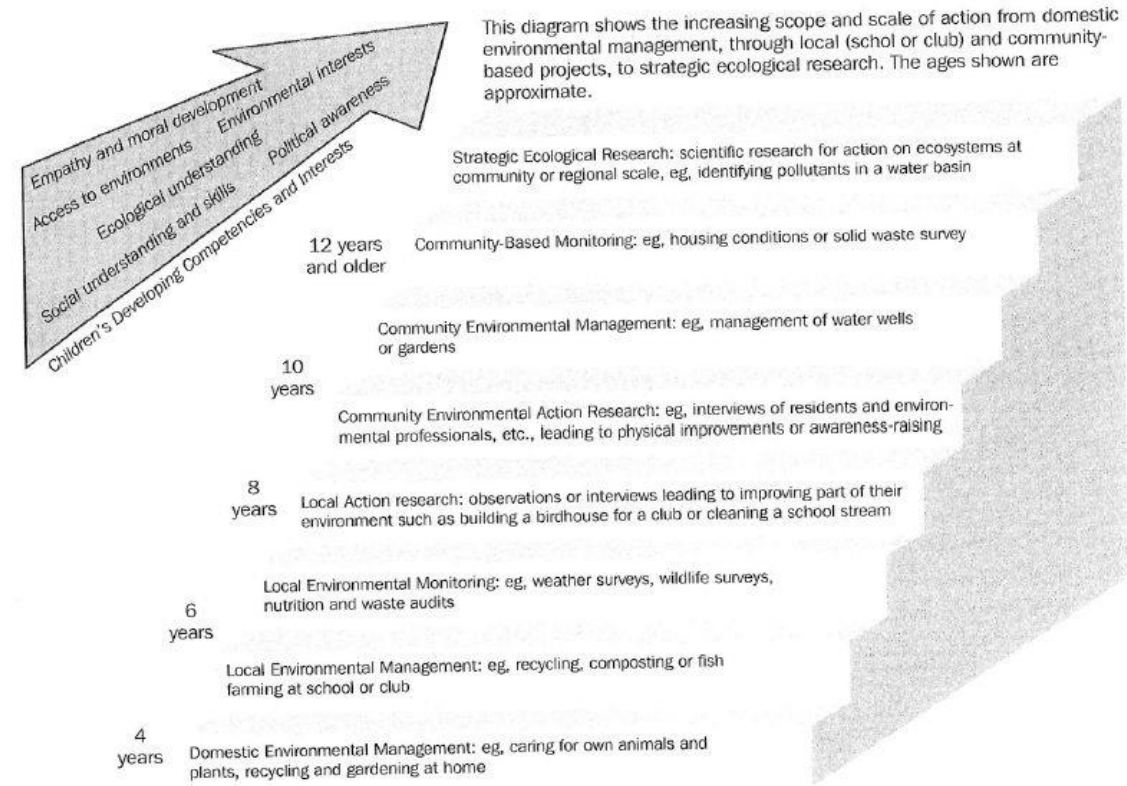 This diagram shows the increasing scope and scale of action from domestic
environmental management, through local (schol or club) and community-
based projects, to strategic ecological research. The ages shown are
approximate.
Empathy and moral development
Environmental interests
Access to environments
Ecological understanding
Political awareness
Social understanding and skills
Children's Developing Competencies and Interests
Strategic Ecological Research: scientific research for action on ecosystems at
community or regional scale, eg, identifying pollutants in a water basin
12 years
and older
Community-Based Monitoring: eg, housing conditions or solid waste survey
Community Environmental Management: eg, management of water wells
or gardens
10
years
Community Environmental Action Research: eg, interviews of residents and environ-
mental professionals, etc., leading to physical improvements or awareness-raising
8
years
Local Action research: observations or interviews leading to improving part of their
environment such as building a birdhouse for a club or cleaning a school stream
Local Environmental Monitoring: eg, weather surveys, wildlife surveys,
nutrition and waste audits
6
years
Local Environmental Management: eg, recycling, composting or fish
farming at school or club
4
years
Domestic Environmental Management: eg, caring for own animals and
plants, recycling and gardening at home